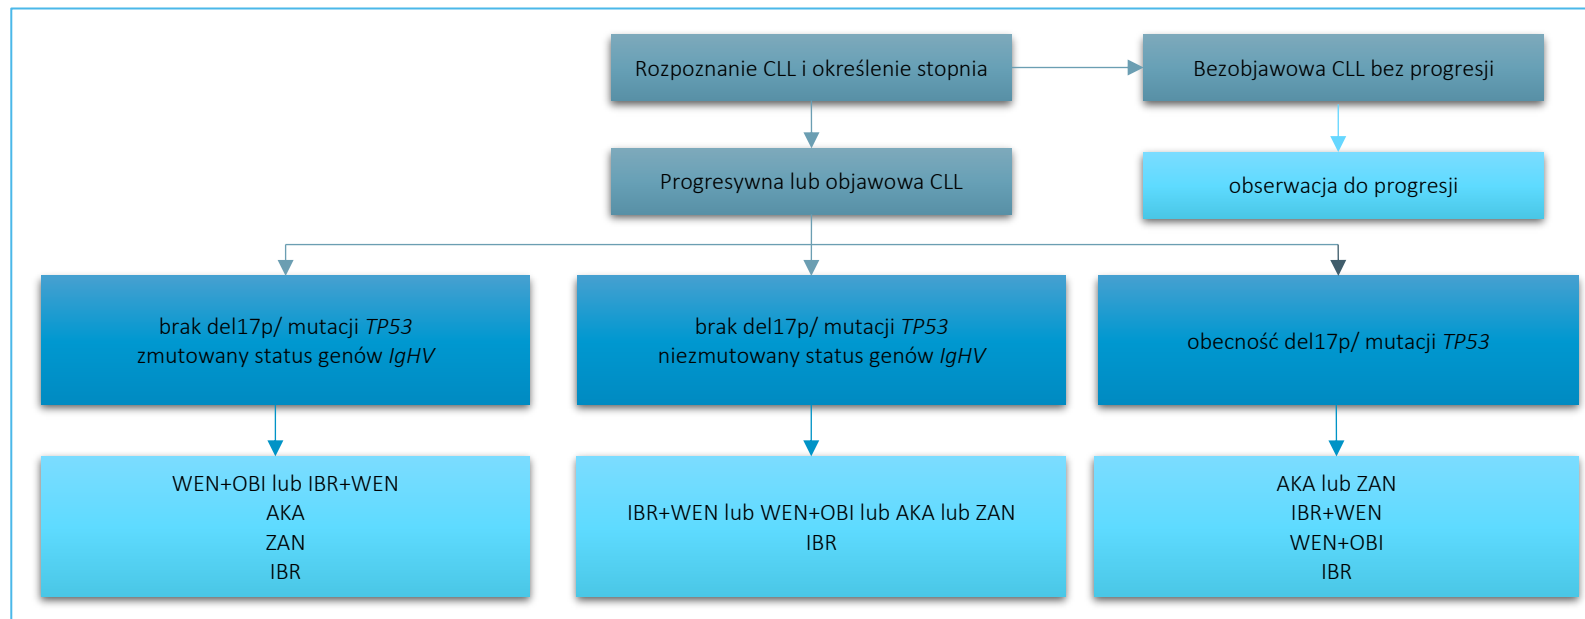 Rozpoznanie CLL i określenie stopnia
Bezobjawowa CLL bez progresji
Progresywna lub objawowa CLL
obserwacja do progresji
brak del17p/ mutacji TP53
zmutowany status genów IgHV
brak del17p/ mutacji TP53
niezmutowany status genów IgHV
obecność del17p/ mutacji TP53
WEN+OBI lub IBR+WEN
AKA
ZAN
IBR
IBR+WEN lub WEN+OBI lub AKA lub ZAN
IBR
AKA lub ZAN
IBR+WEN
WEN+OBI
IBR